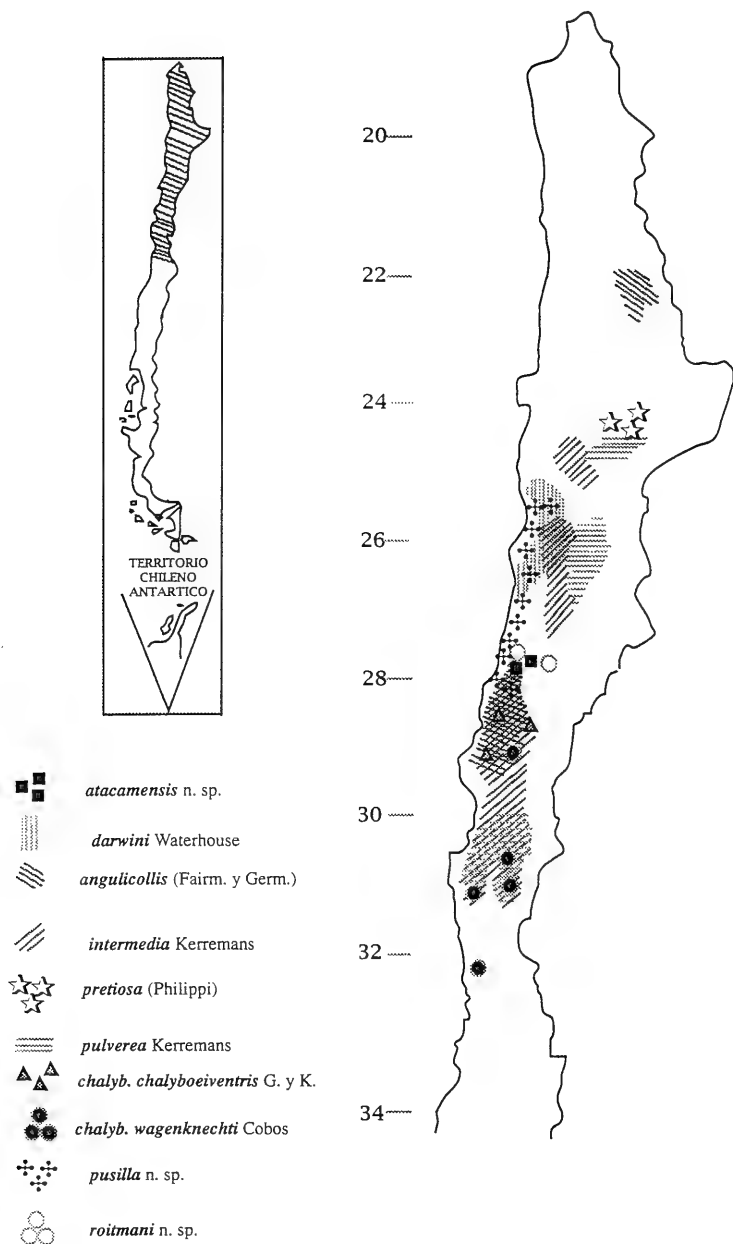 TERRITORIO
CHILENO
ANTARTICO
atacamensis n. sp.
darwini Waterhouse
angulicollis (Fairm. y Germ.)
intermedia Kerremans
pretiosa (Philippi)
pulverea Kerremans
chalyb. chalyboeiventris G. y K.
chalyb. wagenknechti Cobos
pusilla n. sp.
roitmani n. sp.
20
22
24
26
28
30
32
34